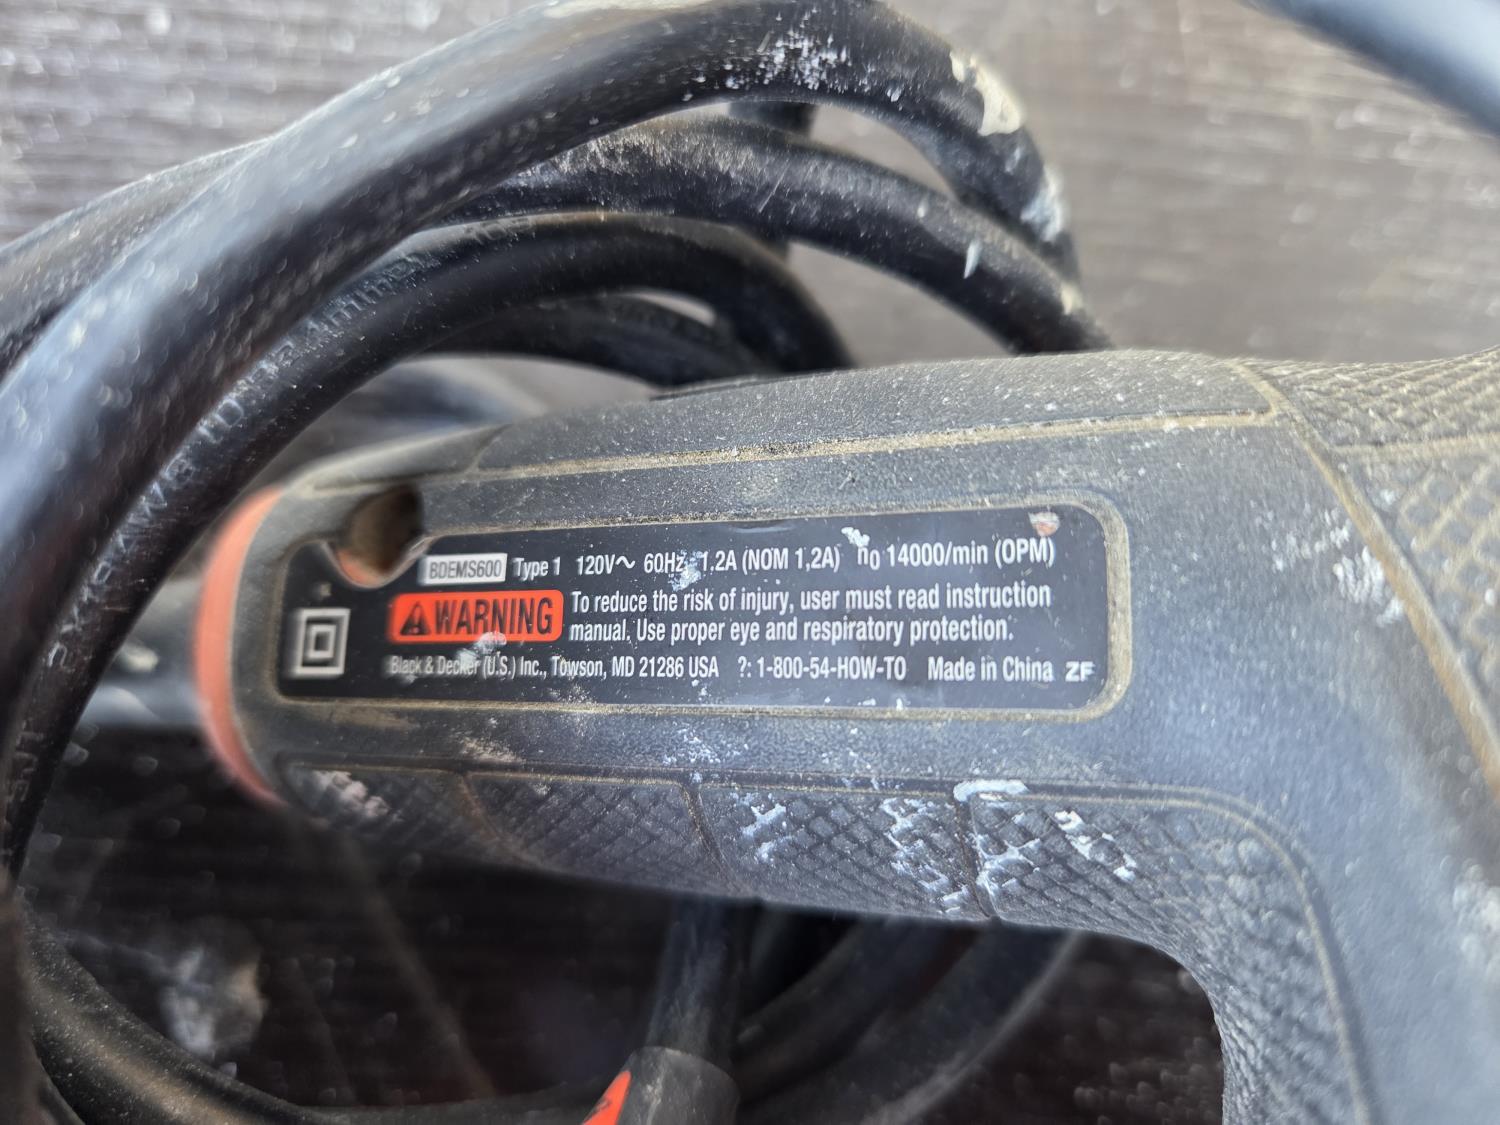 BDEMS600 Type 1 120V~ 60Hz 1.2A (NOM 1,2A) n0 14000/min (OPM)
WARNING To reduce the risk of injury, user must read instruction
manual. Use proper eye and respiratory protection.
Black & Decker (U.S.) Inc., Towson, MD 21286 USA ?: 1-800-54-HOW-TO Made in China ZF